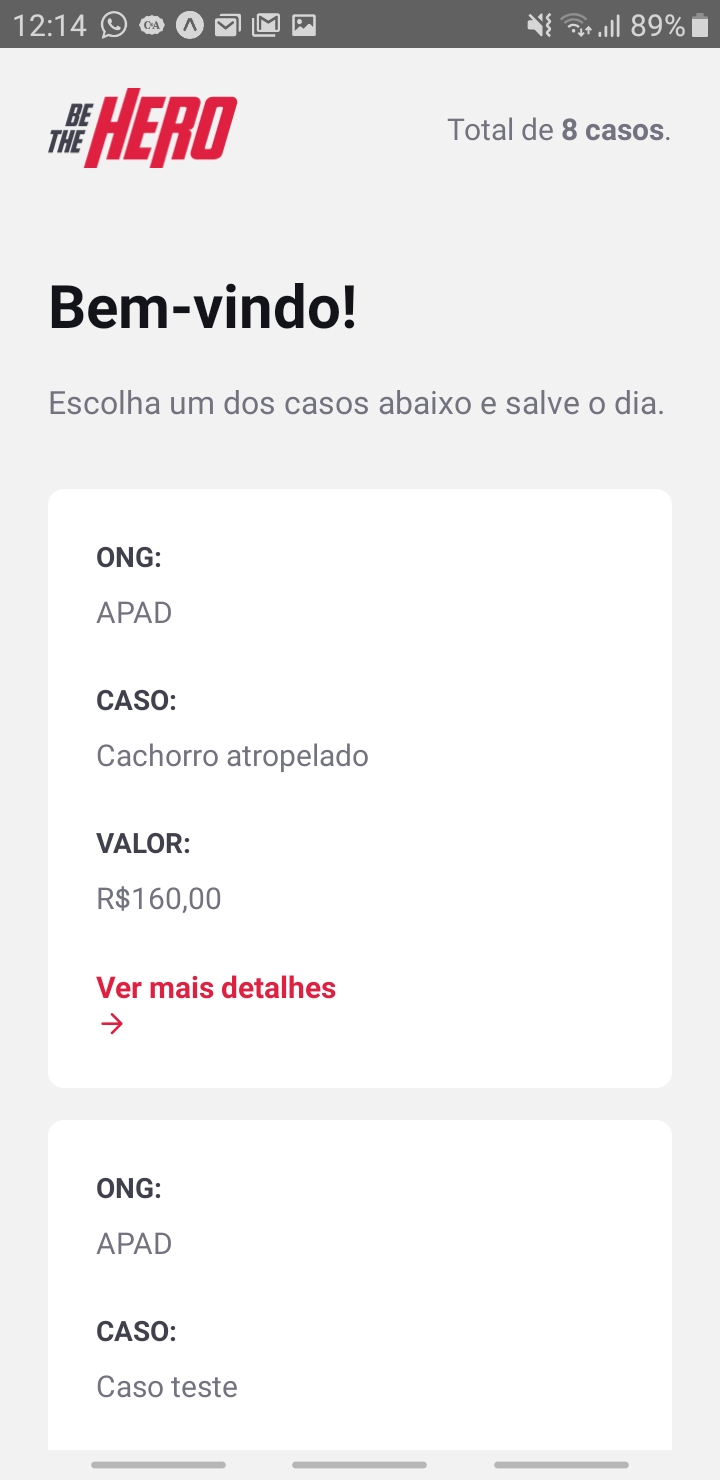 12:14
89%
BE THE HERO
Total de 8 casos.
Bem-vindo!
Escolha um dos casos abaixo e salve o dia.
ONG:
APAD
CASO:
Cachorro atropelado
VALOR:
R$160,00
Ver mais detalhes
ONG:
APAD
CASO:
Caso teste